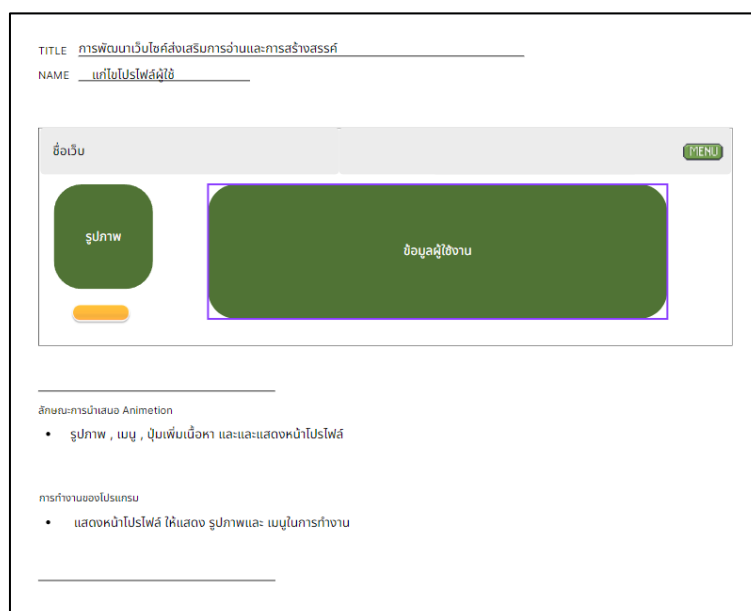 TITLE การพัฒนาเว็บไซค์ส่งเสริมการอ่านและการสร้างสรรค์
NAME แก่ไขโปรไฟล์ผู้ใช้
ชื่อเว็บ
MENU
รูปภาพ
ข้อมูลผู้ใช้งาน
ลักษณะการนำเสนอ Animetion
• รูปภาพ , เมนู , ปุ่มเพิ่มเนื้อหา และและแสดงหน้าโปรไฟล์
การทำงานของโปรแกรม
• แสดงหน้าโปรไฟล์ ให้แสดง รูปภาพและ เมนูในการทำงาน